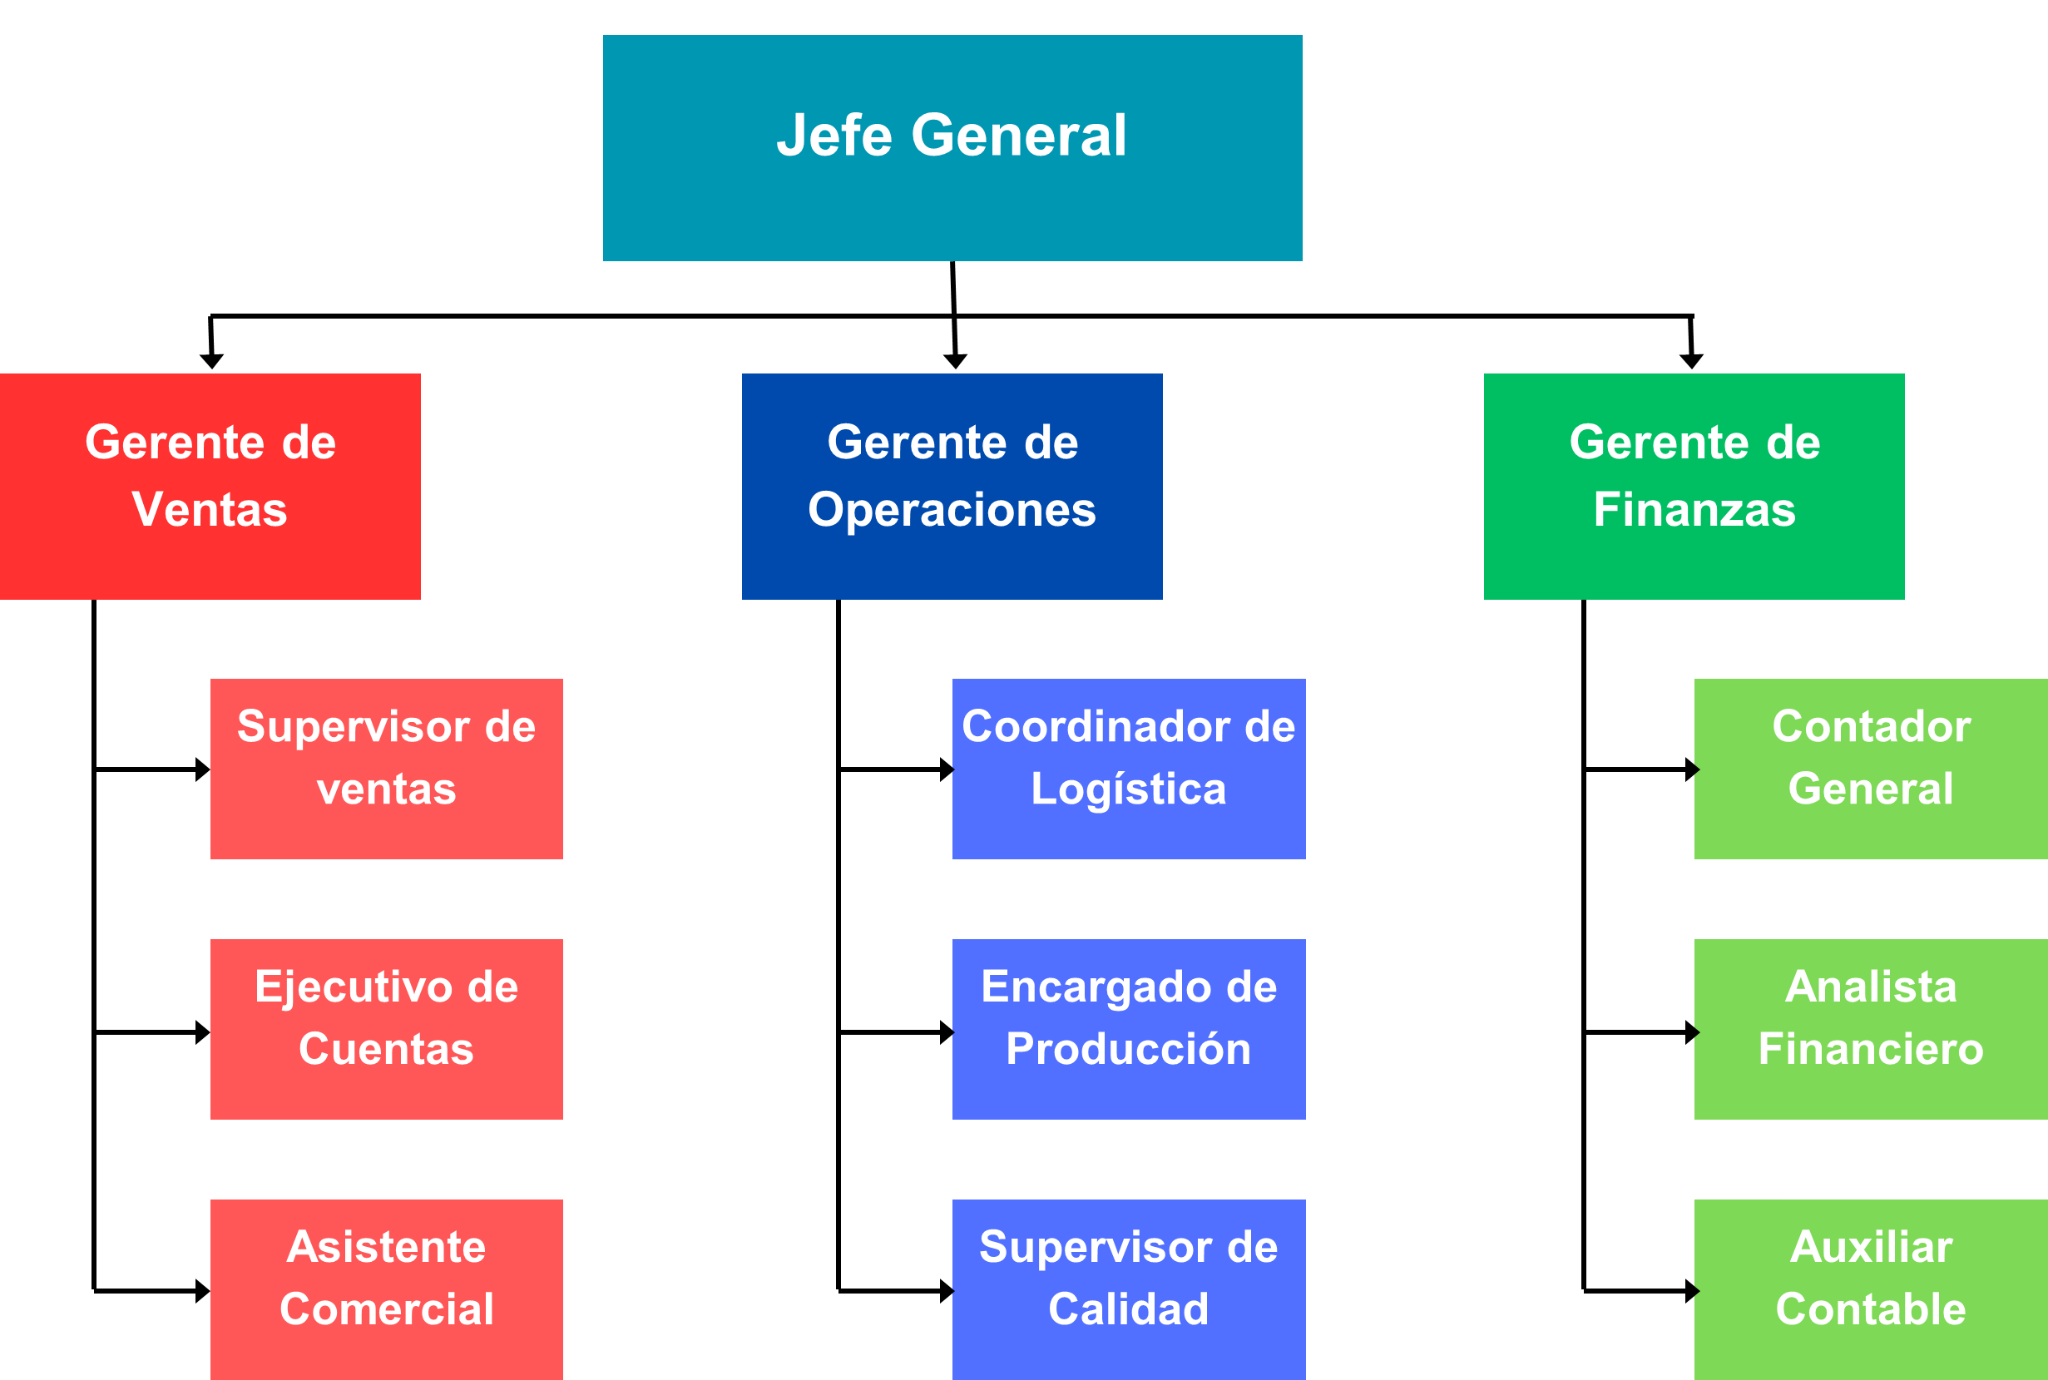 Jefe General
Gerente de
Ventas
Gerente de
Operaciones
Gerente de
Finanzas
Supervisor de
ventas
Coordinador de
Logística
Contador
General
Ejecutivo de
Cuentas
Encargado de
Producción
Analista
Financiero
Asistente
Comercial
Supervisor de
Calidad
Auxiliar
Contable